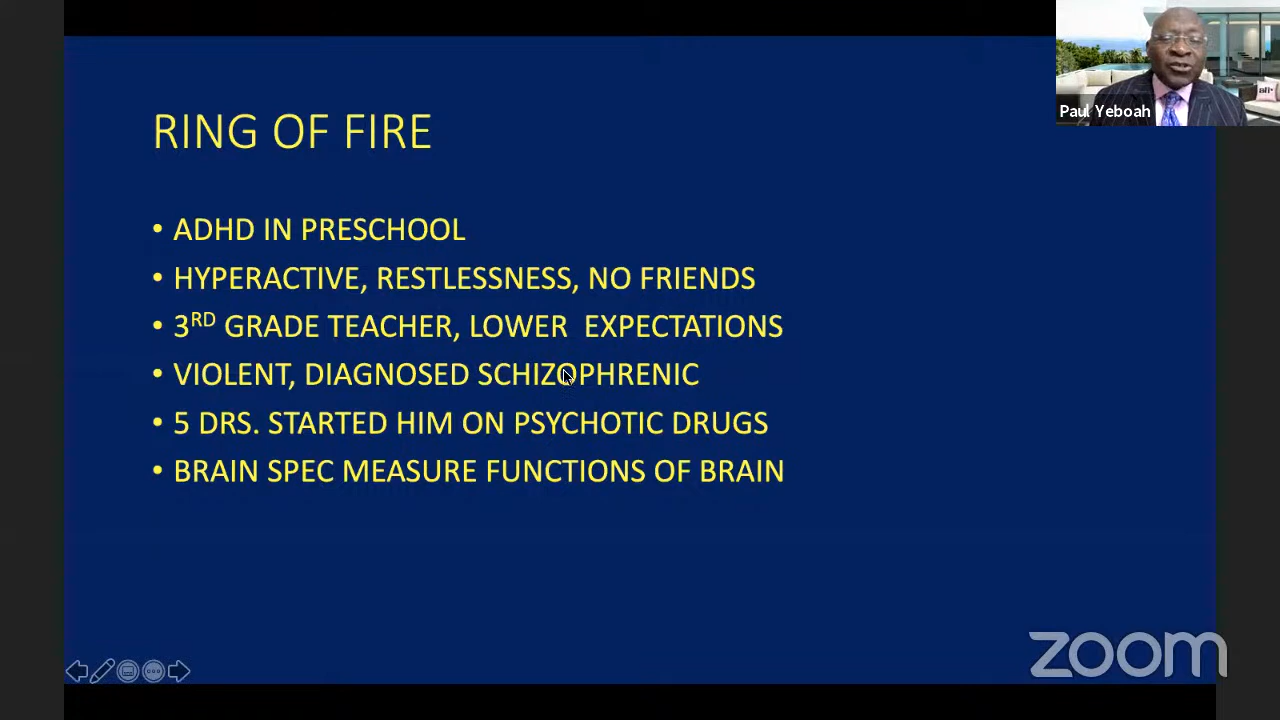 Paul Yeboah
RING OF FIRE
• ADHD IN PRESCHOOL
• HYPERACTIVE, RESTLESSNESS, NO FRIENDS
• 3RD GRADE TEACHER, LOWER  EXPECTATIONS
• VIOLENT, DIAGNOSED SCHIZOPHRENIC
• 5 DRS. STARTED HIM ON PSYCHOTIC DRUGS
• BRAIN SPEC MEASURE FUNCTIONS OF BRAIN
zoom